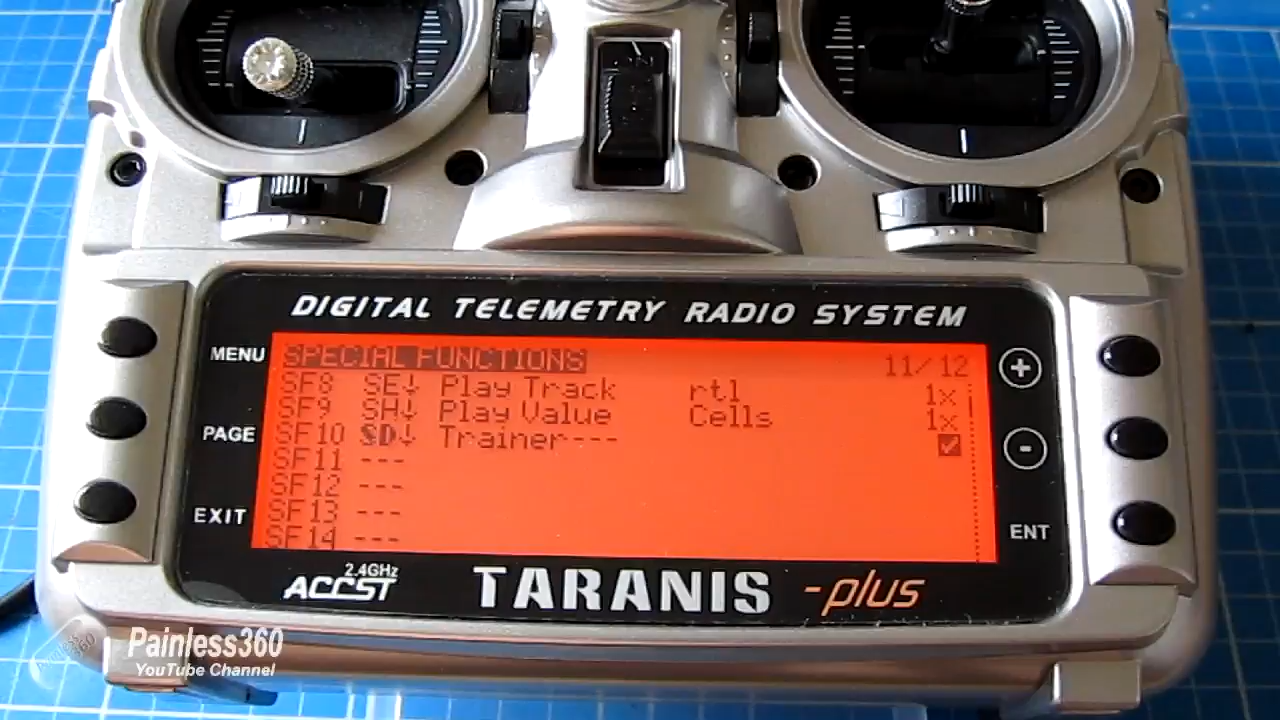 DIGITAL TELEMETRY RADIO SYSTEM
MENU
PAGE
EXIT
SPECIAL FUNCTIONS 11/12
SF8 SE↓ Play Track rtl 1x
SF9 SH↓ Play Value Cells 1x
SF10 SD↓ Trainer---
SF11 ---
SF12 ---
SF13 ---
SF14 ---
+
-
ENT
2.4GHz
ACCST TARANIS -plus
Painless360
YouTube Channel